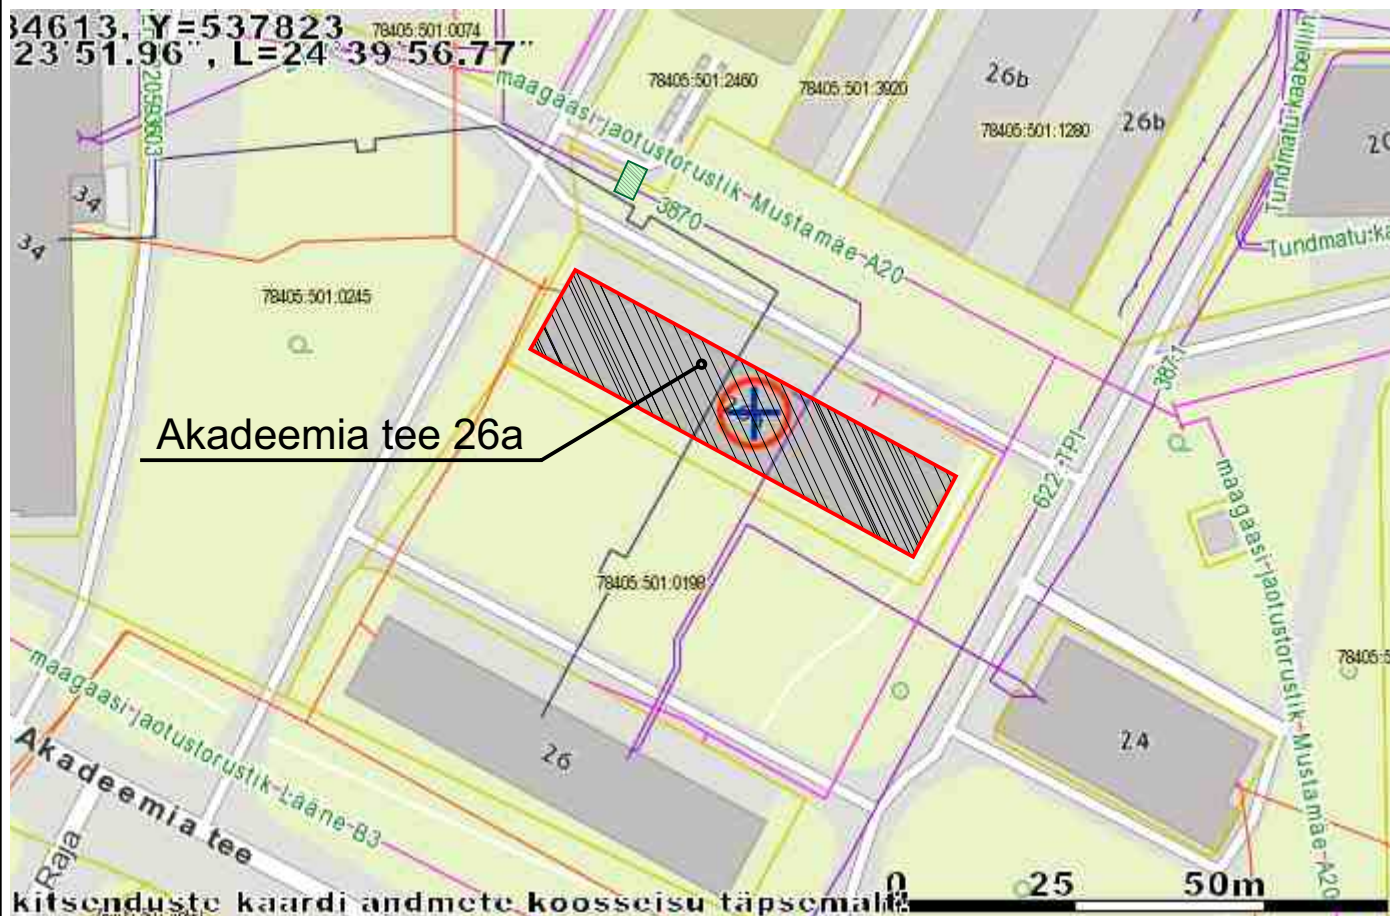 34613, Y=537823
23'51.96", L=24°39'56.77"
78405:501:0074
78405:501:2460
78405:501:3920
26b
78405:501:1280
26b
maagaasi-jaotustorustik-Mustamäe-A20
3870
Tundmatu:kaabelliin
Tundmatu:ka
34
34
78405:501:0245
Akadeemia tee 26a
387:1
622:TPI
78405:501:0198
maagaasi-jaotustorustik-Mustamäe-A20
78405:5
maagaasi-jaotustorustik-Lääne-B3
26
24
Akadeemia tee
Raja
0 25 50m
kitsenduste kaardi andmete koosseisu täpsemalt!